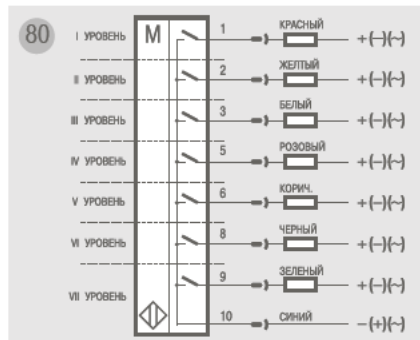 80
I УРОВЕНЬ M 1 КРАСНЫЙ +(–)(~)
II УРОВЕНЬ 2 ЖЕЛТЫЙ +(–)(~)
III УРОВЕНЬ 3 БЕЛЫЙ +(–)(~)
IV УРОВЕНЬ 5 РОЗОВЫЙ +(–)(~)
V УРОВЕНЬ 6 КОРИЧ. +(–)(~)
VI УРОВЕНЬ 8 ЧЕРНЫЙ +(–)(~)
VII УРОВЕНЬ 9 ЗЕЛЕНЫЙ +(–)(~)
10 СИНИЙ –(+)(~)